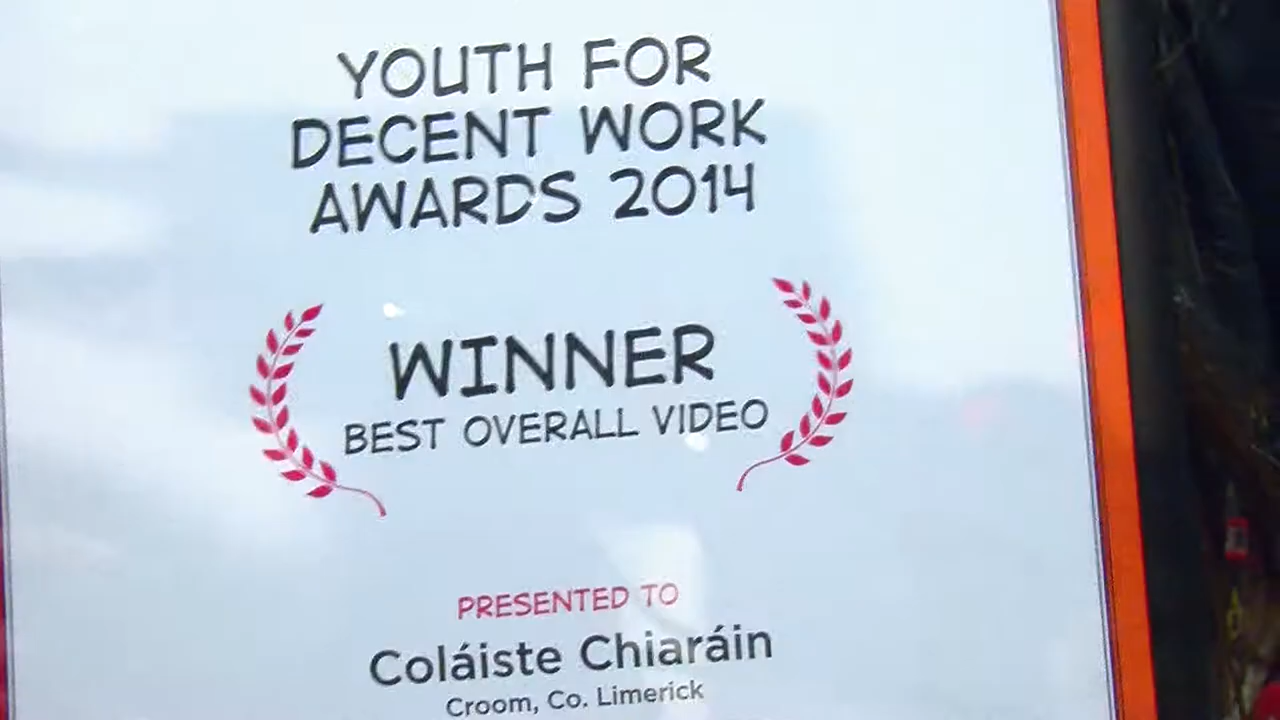 YOUTH FOR
DECENT WORK
AWARDS 2014
WINNER
BEST OVERALL VIDEO
PRESENTED TO
Coláiste Chiaráin
Croom, Co. Limerick